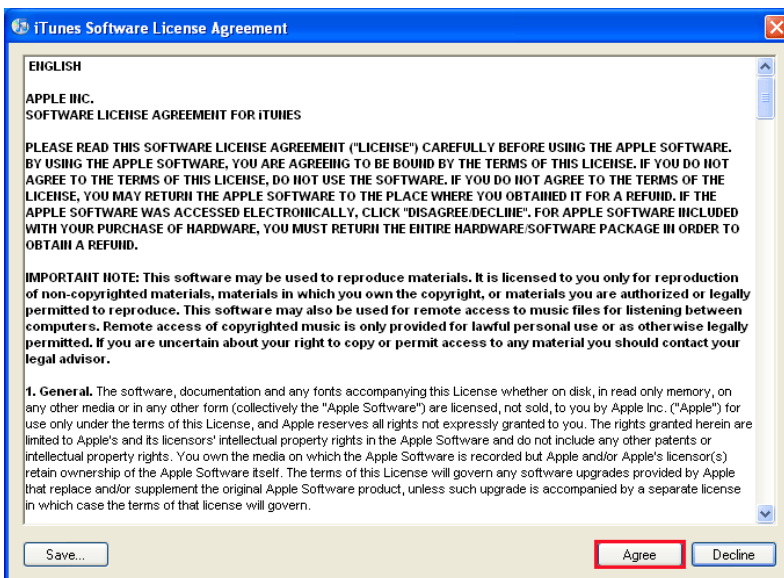 iTunes Software License Agreement
ENGLISH
APPLE INC.
SOFTWARE LICENSE AGREEMENT FOR iTUNES
PLEASE READ THIS SOFTWARE LICENSE AGREEMENT ("LICENSE") CAREFULLY BEFORE USING THE APPLE SOFTWARE.
BY USING THE APPLE SOFTWARE, YOU ARE AGREEING TO BE BOUND BY THE TERMS OF THIS LICENSE. IF YOU DO NOT
AGREE TO THE TERMS OF THIS LICENSE, DO NOT USE THE SOFTWARE. IF YOU DO NOT AGREE TO THE TERMS OF THE
LICENSE, YOU MAY RETURN THE APPLE SOFTWARE TO THE PLACE WHERE YOU OBTAINED IT FOR A REFUND. IF THE
APPLE SOFTWARE WAS ACCESSED ELECTRONICALLY, CLICK "DISAGREE/DECLINE". FOR APPLE SOFTWARE INCLUDED
WITH YOUR PURCHASE OF HARDWARE, YOU MUST RETURN THE ENTIRE HARDWARE/SOFTWARE PACKAGE IN ORDER TO
OBTAIN A REFUND.
IMPORTANT NOTE: This software may be used to reproduce materials. It is licensed to you only for reproduction
of non-copyrighted materials, materials in which you own the copyright, or materials you are authorized or legally
permitted to reproduce. This software may also be used for remote access to music files for listening between
computers. Remote access of copyrighted music is only provided for lawful personal use or as otherwise legally
permitted. If you are uncertain about your right to copy or permit access to any material you should contact your
legal advisor.
1. General. The software, documentation and any fonts accompanying this License whether on disk, in read only memory, on
any other media or in any other form (collectively the "Apple Software") are licensed, not sold, to you by Apple Inc. ("Apple") for
use only under the terms of this License, and Apple reserves all rights not expressly granted to you. The rights granted herein are
limited to Apple's and its licensors' intellectual property rights in the Apple Software and do not include any other patents or
intellectual property rights. You own the media on which the Apple Software is recorded but Apple and/or Apple's licensor(s)
retain ownership of the Apple Software itself. The terms of this License will govern any software upgrades provided by Apple
that replace and/or supplement the original Apple Software product, unless such upgrade is accompanied by a separate license
in which case the terms of that license will govern.
Save... Agree Decline